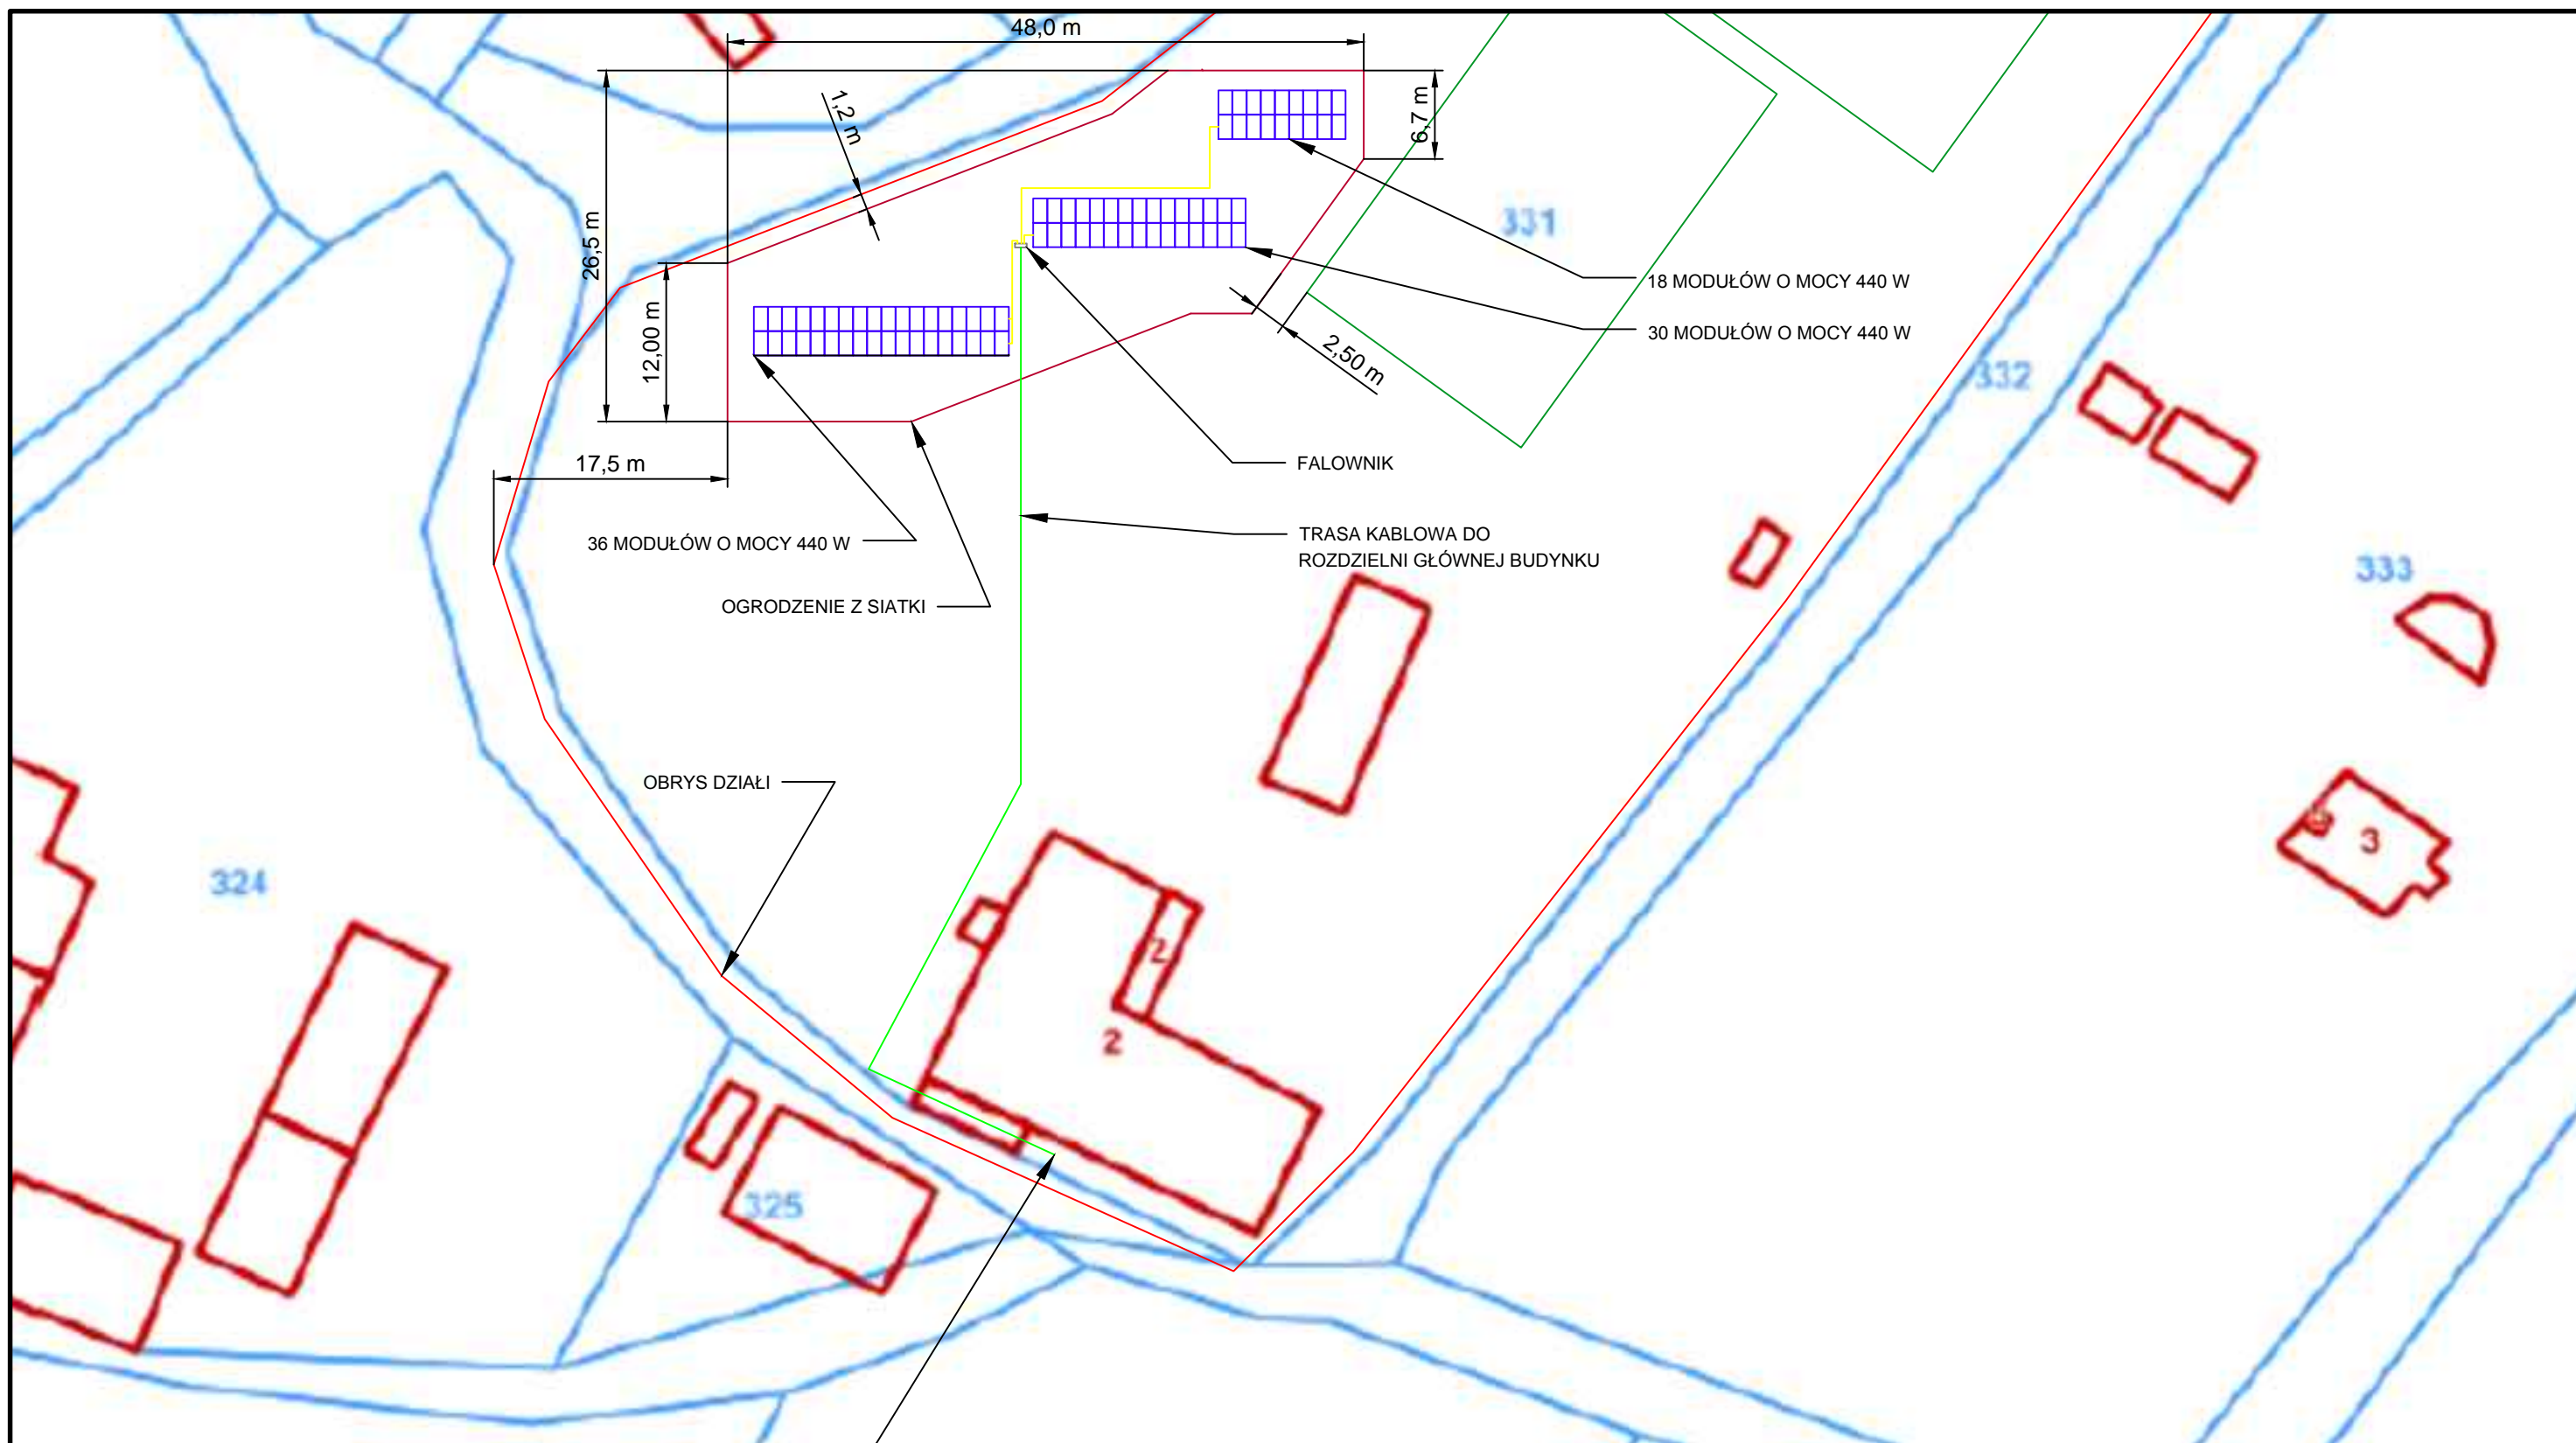 48,0 m
1,2 m
6,7 m
26,5 m
331
18 MODUŁÓW O MOCY 440 W
30 MODUŁÓW O MOCY 440 W
12,00 m
2,50 m
332
17,5 m
FALOWNIK
36 MODUŁÓW O MOCY 440 W
TRASA KABLOWA DO
ROZDZIELNI GŁÓWNEJ BUDYNKU
333
OGRODZENIE Z SIATKI
OBRYS DZIAŁI
3
324
2
2
325